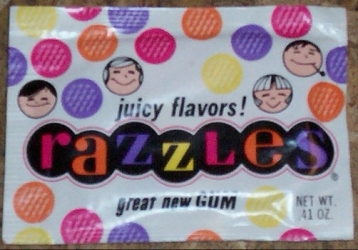 juicy flavors!
razzles®
great new GUM
NET WT.
.41 OZ.